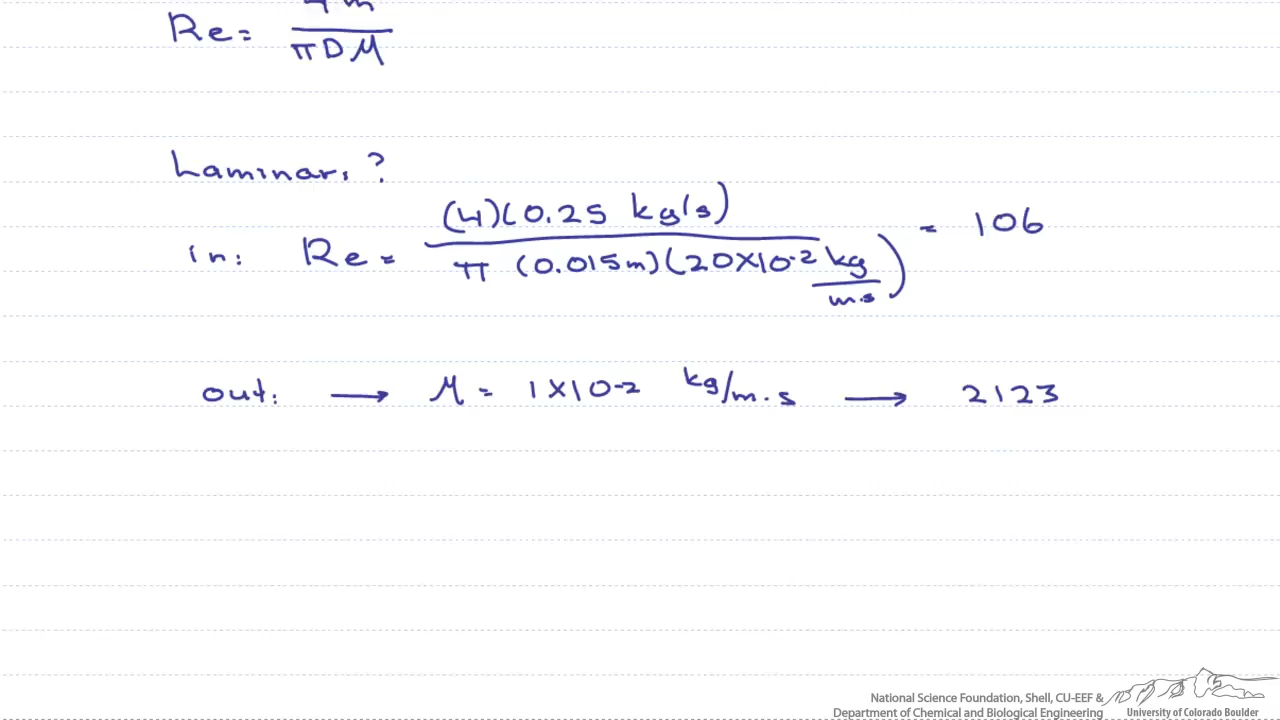 Re = 4ṁ / πDμ
Laminar?
in: Re = (4)(0.25 kg/s) / π (0.015m)(20x10-2 kg/m.s) = 106
out: → μ = 1x10-2 kg/m.s → 2123
National Science Foundation, Shell, CU-EEF &
Department of Chemical and Biological Engineering
University of Colorado Boulder